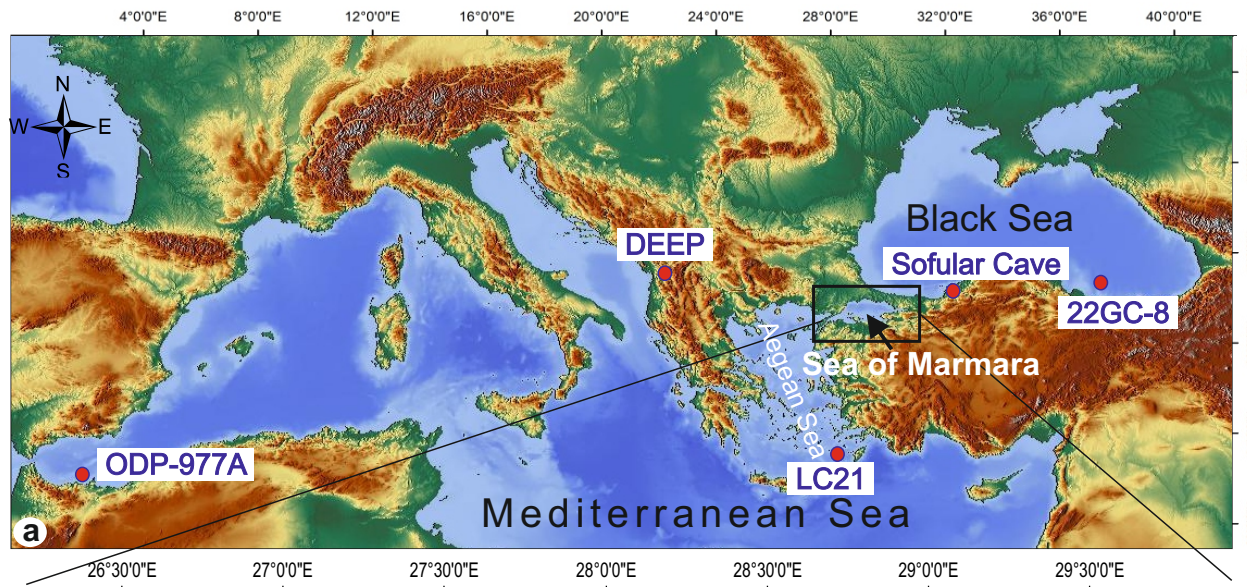 4°0'0"E 8°0'0"E 12°0'0"E 16°0'0"E 20°0'0"E 24°0'0"E 28°0'0"E 32°0'0"E 36°0'0"E 40°0'0"E
N
W E
S
Black Sea
DEEP
Sofular Cave
22GC-8
Sea of Marmara
Aegean Sea
ODP-977A
LC21
Mediterranean Sea
a
26°30'0"E 27°0'0"E 27°30'0"E 28°0'0"E 28°30'0"E 29°0'0"E 29°30'0"E